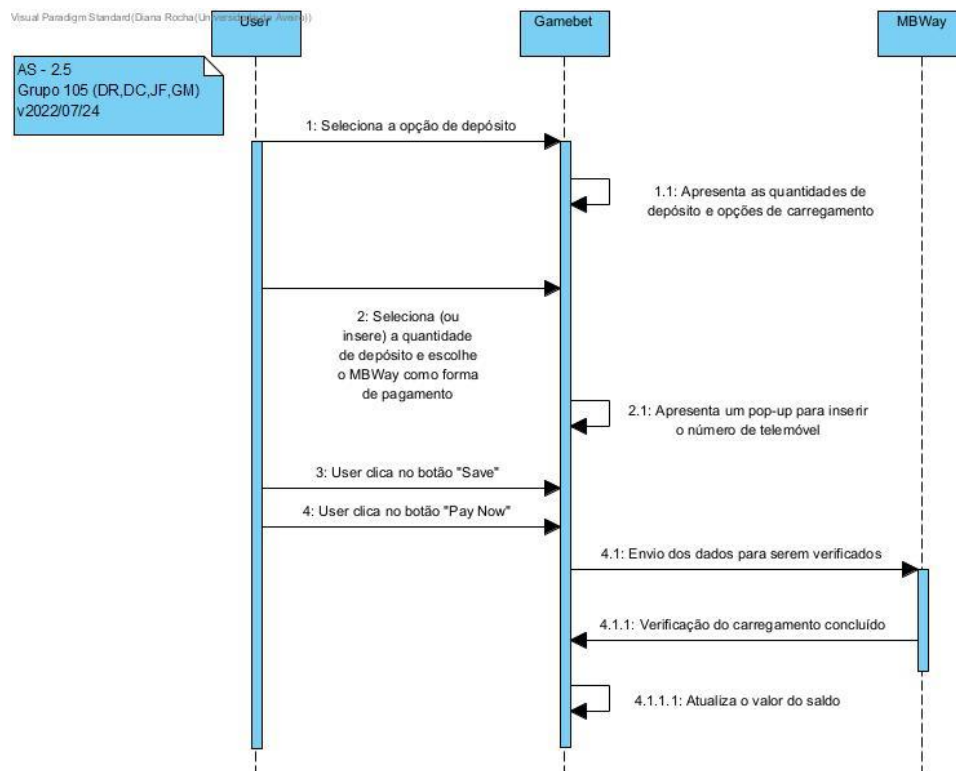 Visual Paradigm Standard(Diana Rocha(Universidade de Aveiro))
User
Gamebet
MBWay
AS - 2.5
Grupo 105 (DR,DC,JF,GM)
v2022/07/24
1: Seleciona a opção de depósito
1.1: Apresenta as quantidades de
depósito e opções de carregamento
2: Seleciona (ou
insere) a quantidade
de depósito e escolhe
o MBWay como forma
de pagamento
2.1: Apresenta um pop-up para inserir
o número de telemóvel
3: User clica no botão "Save"
4: User clica no botão "Pay Now"
4.1: Envio dos dados para serem verificados
4.1.1: Verificação do carregamento concluído
4.1.1.1: Atualiza o valor do saldo